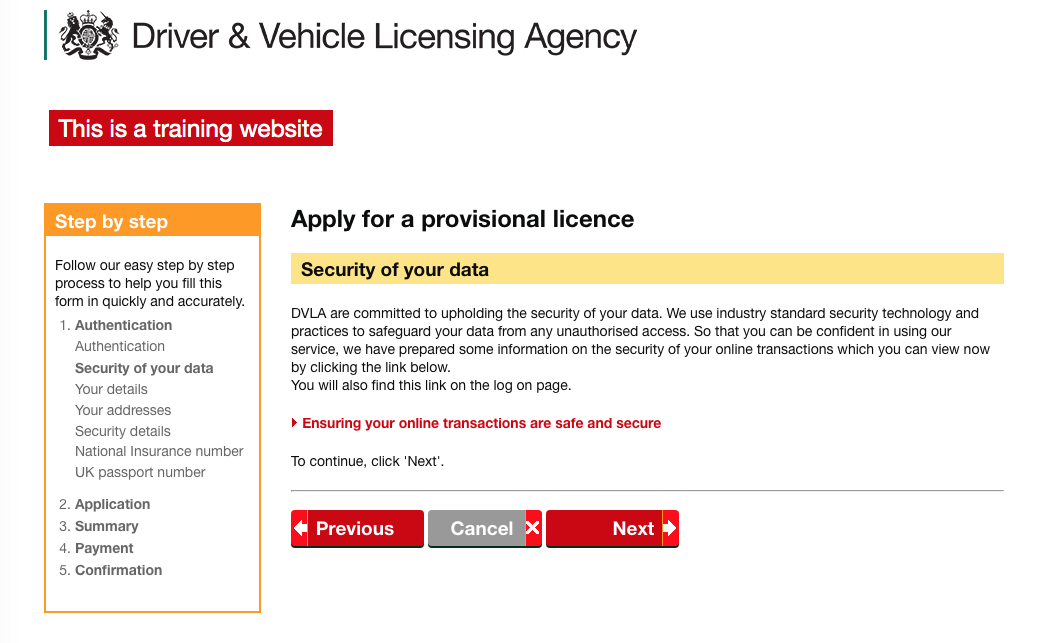 Driver & Vehicle Licensing Agency
This is a training website
Step by step
Follow our easy step by step
process to help you fill this
form in quickly and accurately.
1. Authentication
Authentication
Security of your data
Your details
Your addresses
Security details
National Insurance number
UK passport number
2. Application
3. Summary
4. Payment
5. Confirmation
Apply for a provisional licence
Security of your data
DVLA are committed to upholding the security of your data. We use industry standard security technology and
practices to safeguard your data from any unauthorised access. So that you can be confident in using our
service, we have prepared some information on the security of your online transactions which you can view now
by clicking the link below.
You will also find this link on the log on page.
Ensuring your online transactions are safe and secure
To continue, click 'Next'.
Previous
Cancel
Next